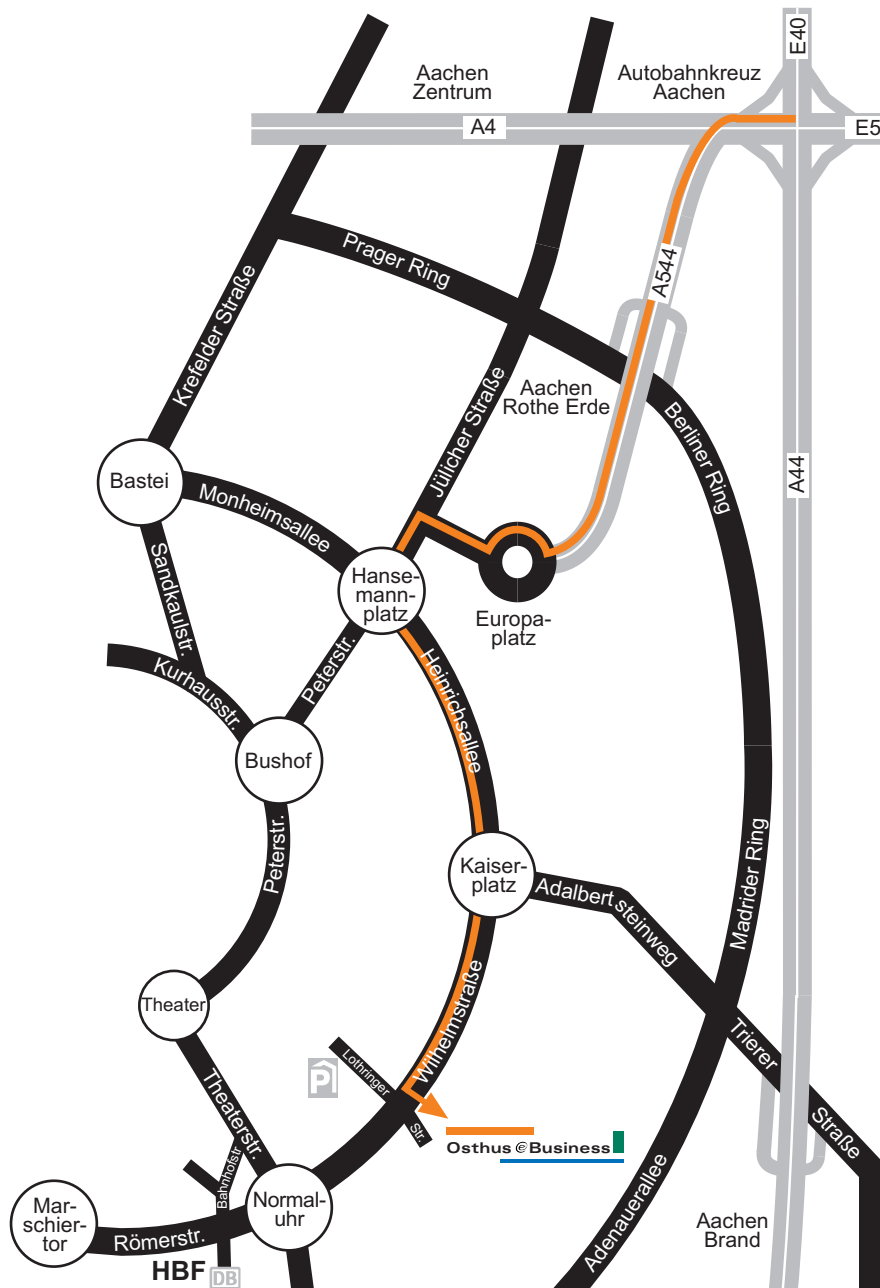 E40
Aachen
Zentrum
Autobahnkreuz
Aachen
A4
E5
Prager Ring
A544
Krefelder Straße
Aachen
Rothe Erde
Jülicher Straße
Berliner Ring
A44
Bastei
Monheimsallee
Sandkaulstr.
Hanse-
mann-
platz
Europa-
platz
Peterstr.
Heinrichsallee
Kurhausstr.
Bushof
Peterstr.
Kaiser-
platz
Adalbertsteinweg
Madrider Ring
Theater
Wilhelmstraße
Trierer Straße
P
Lothringer Str.
Theaterstr.
Osthus e Business
Bahnhofstr.
Normal-
uhr
Mar-
schier-
tor
Römerstr.
Adenauerallee
Aachen
Brand
HBF
DB